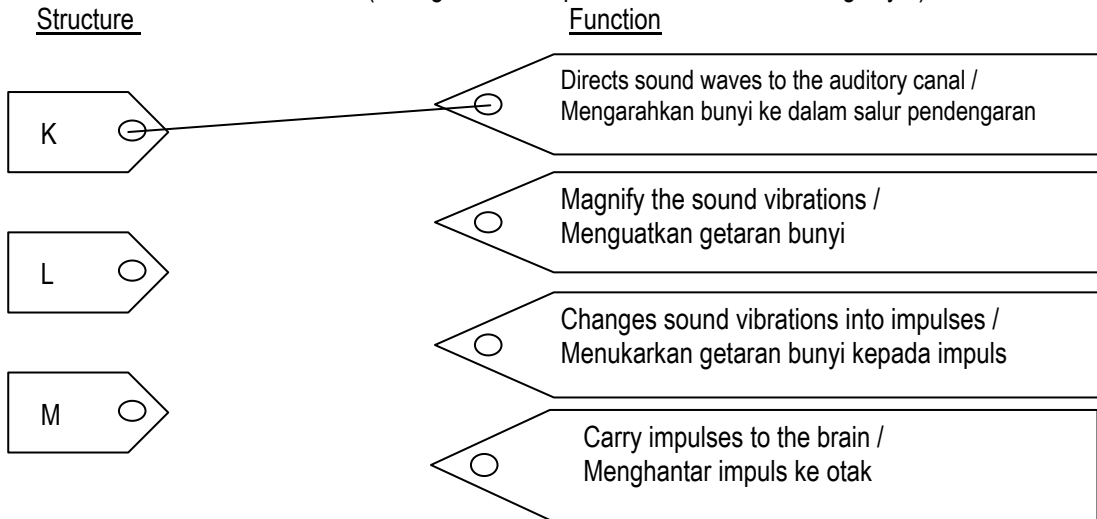 Structure Function
K
Directs sound waves to the auditory canal /
Mengarahkan bunyi ke dalam salur pendengaran
L
Magnify the sound vibrations /
Menguatkan getaran bunyi
Changes sound vibrations into impulses /
Menukarkan getaran bunyi kepada impuls
M
Carry impulses to the brain /
Menghantar impuls ke otak